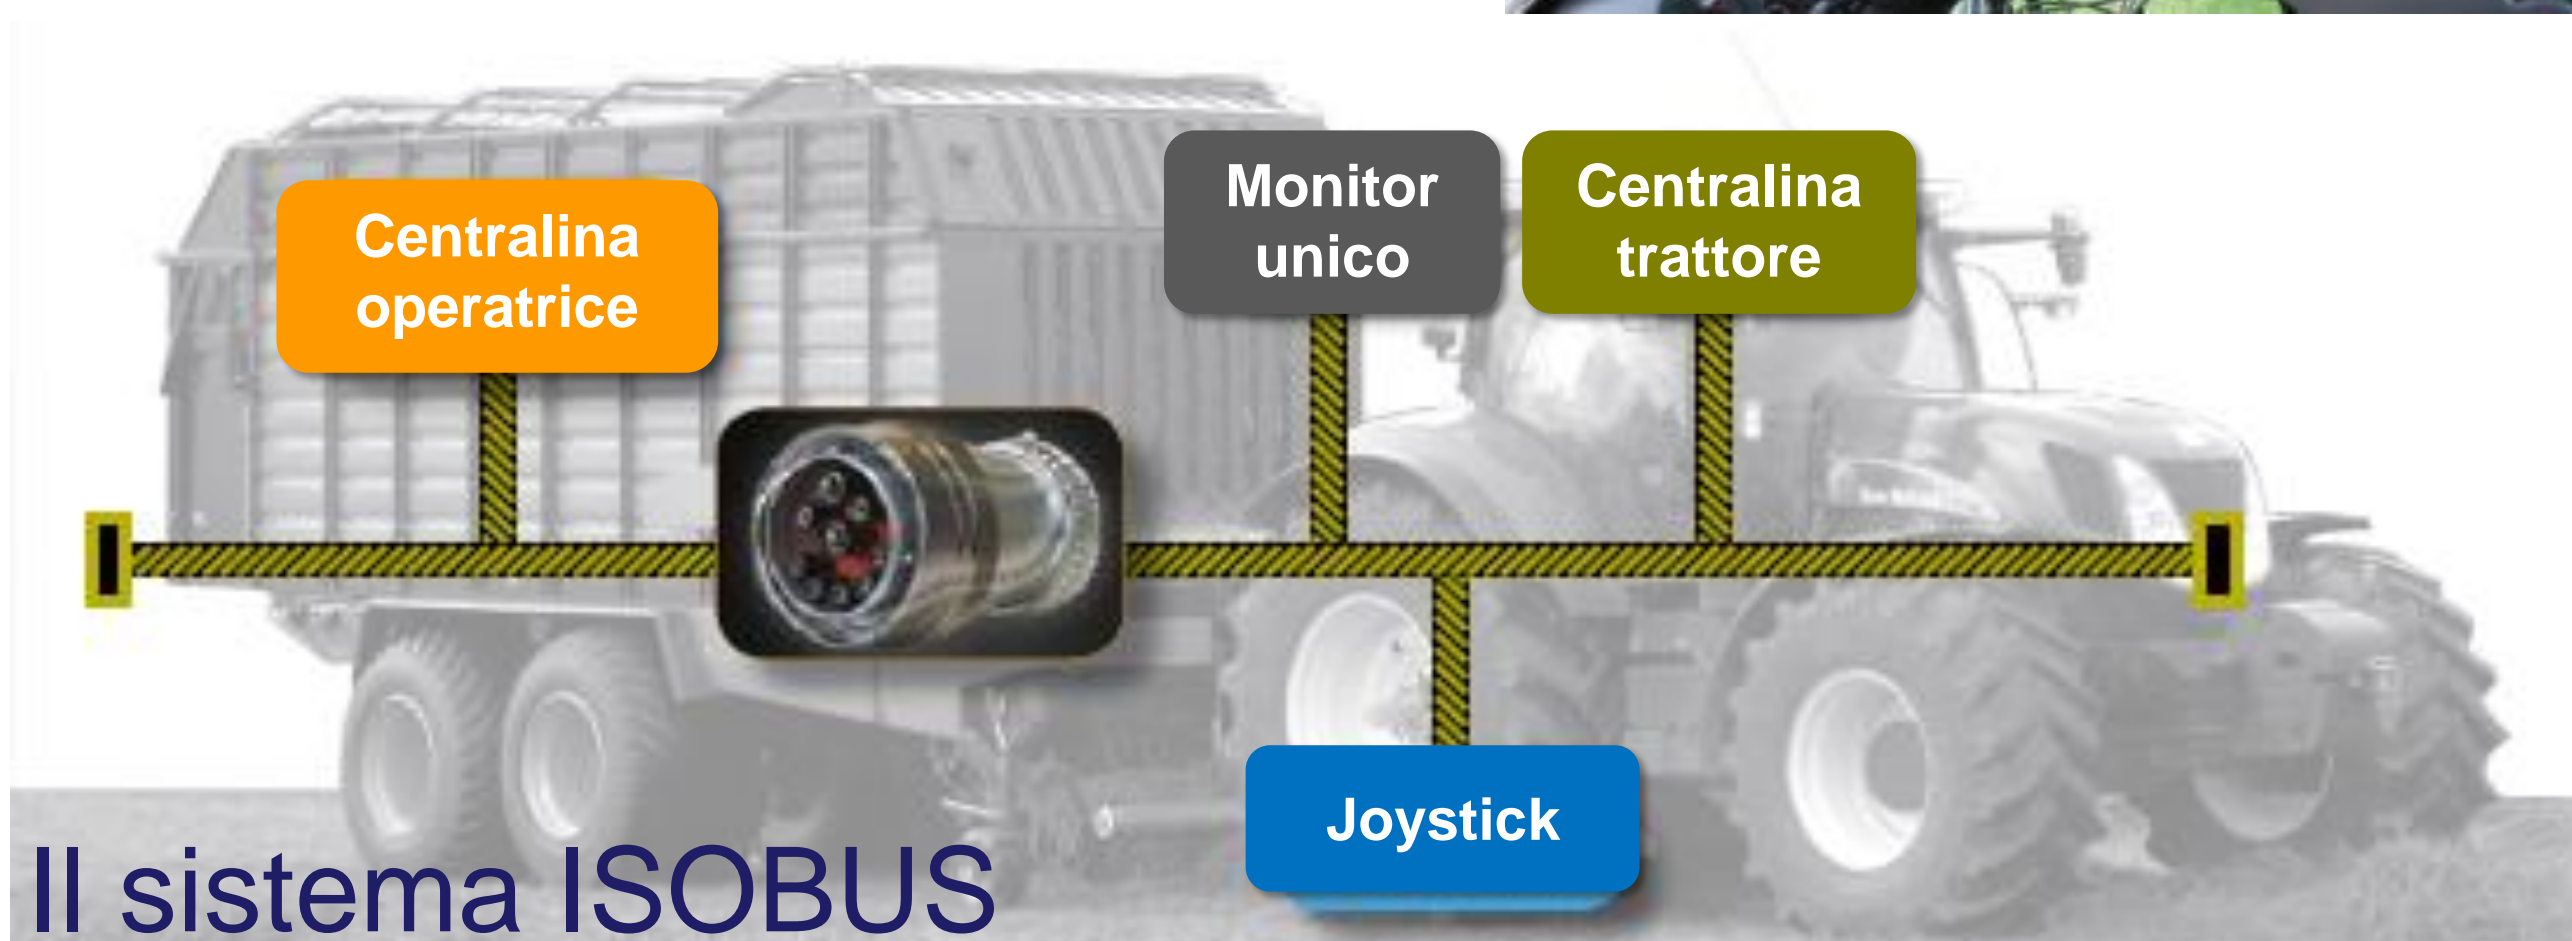 Centralina
operatrice
Monitor
unico
Centralina
trattore
Joystick
Il sistema ISOBUS